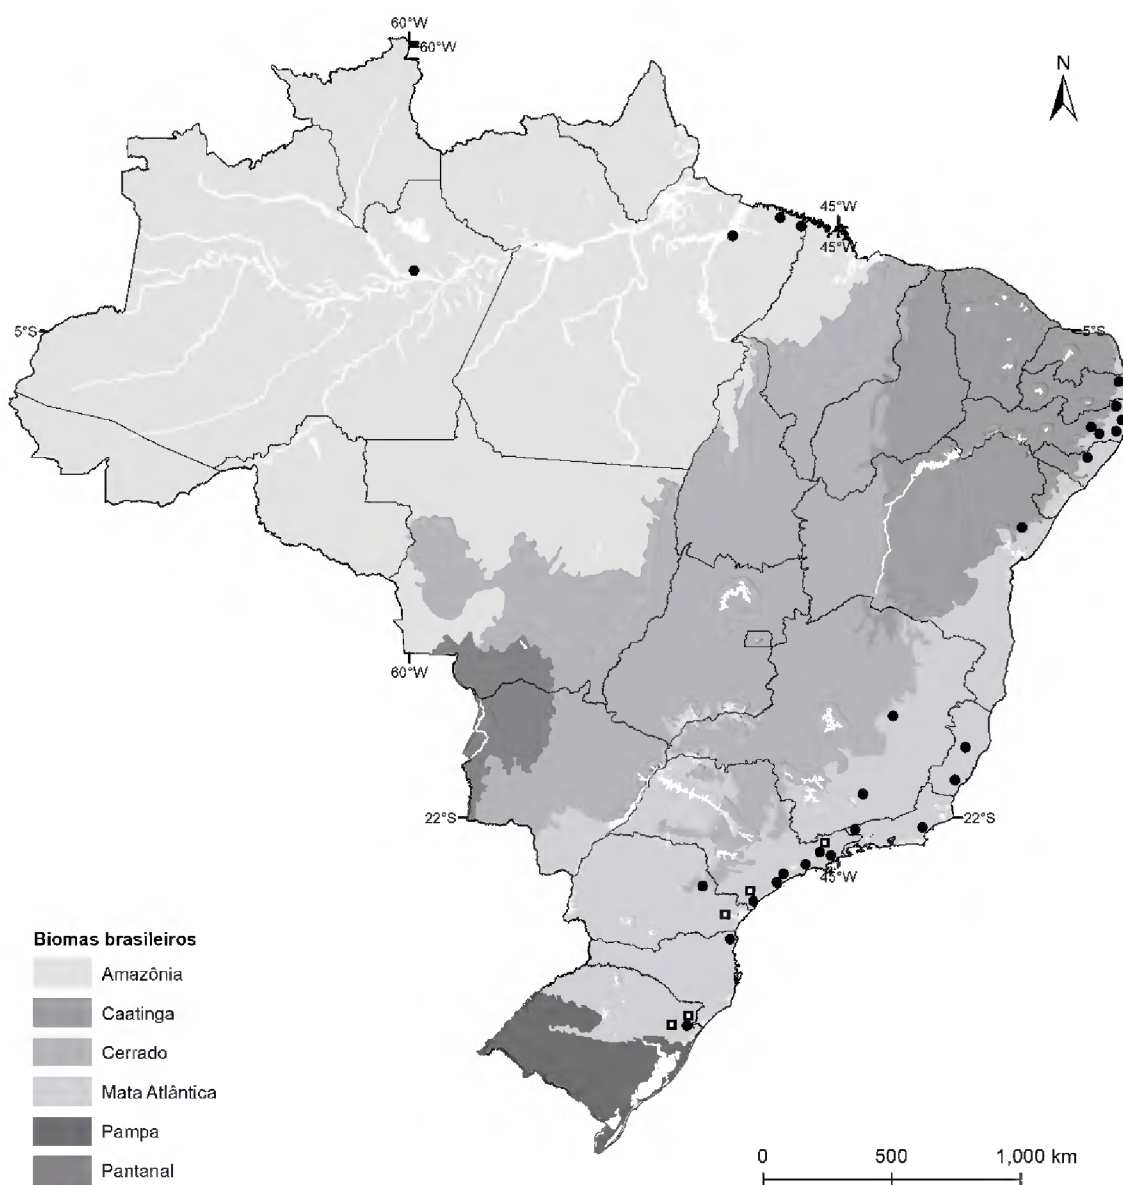 60°W
60°W
N
45°W
45°W
5°S
5°S
60°W
22°S
22°S
45°W
Biomas brasileiros
Amazônia
Caatinga
Cerrado
Mata Atlântica
Pampa
Pantanal
0 500 1,000 km